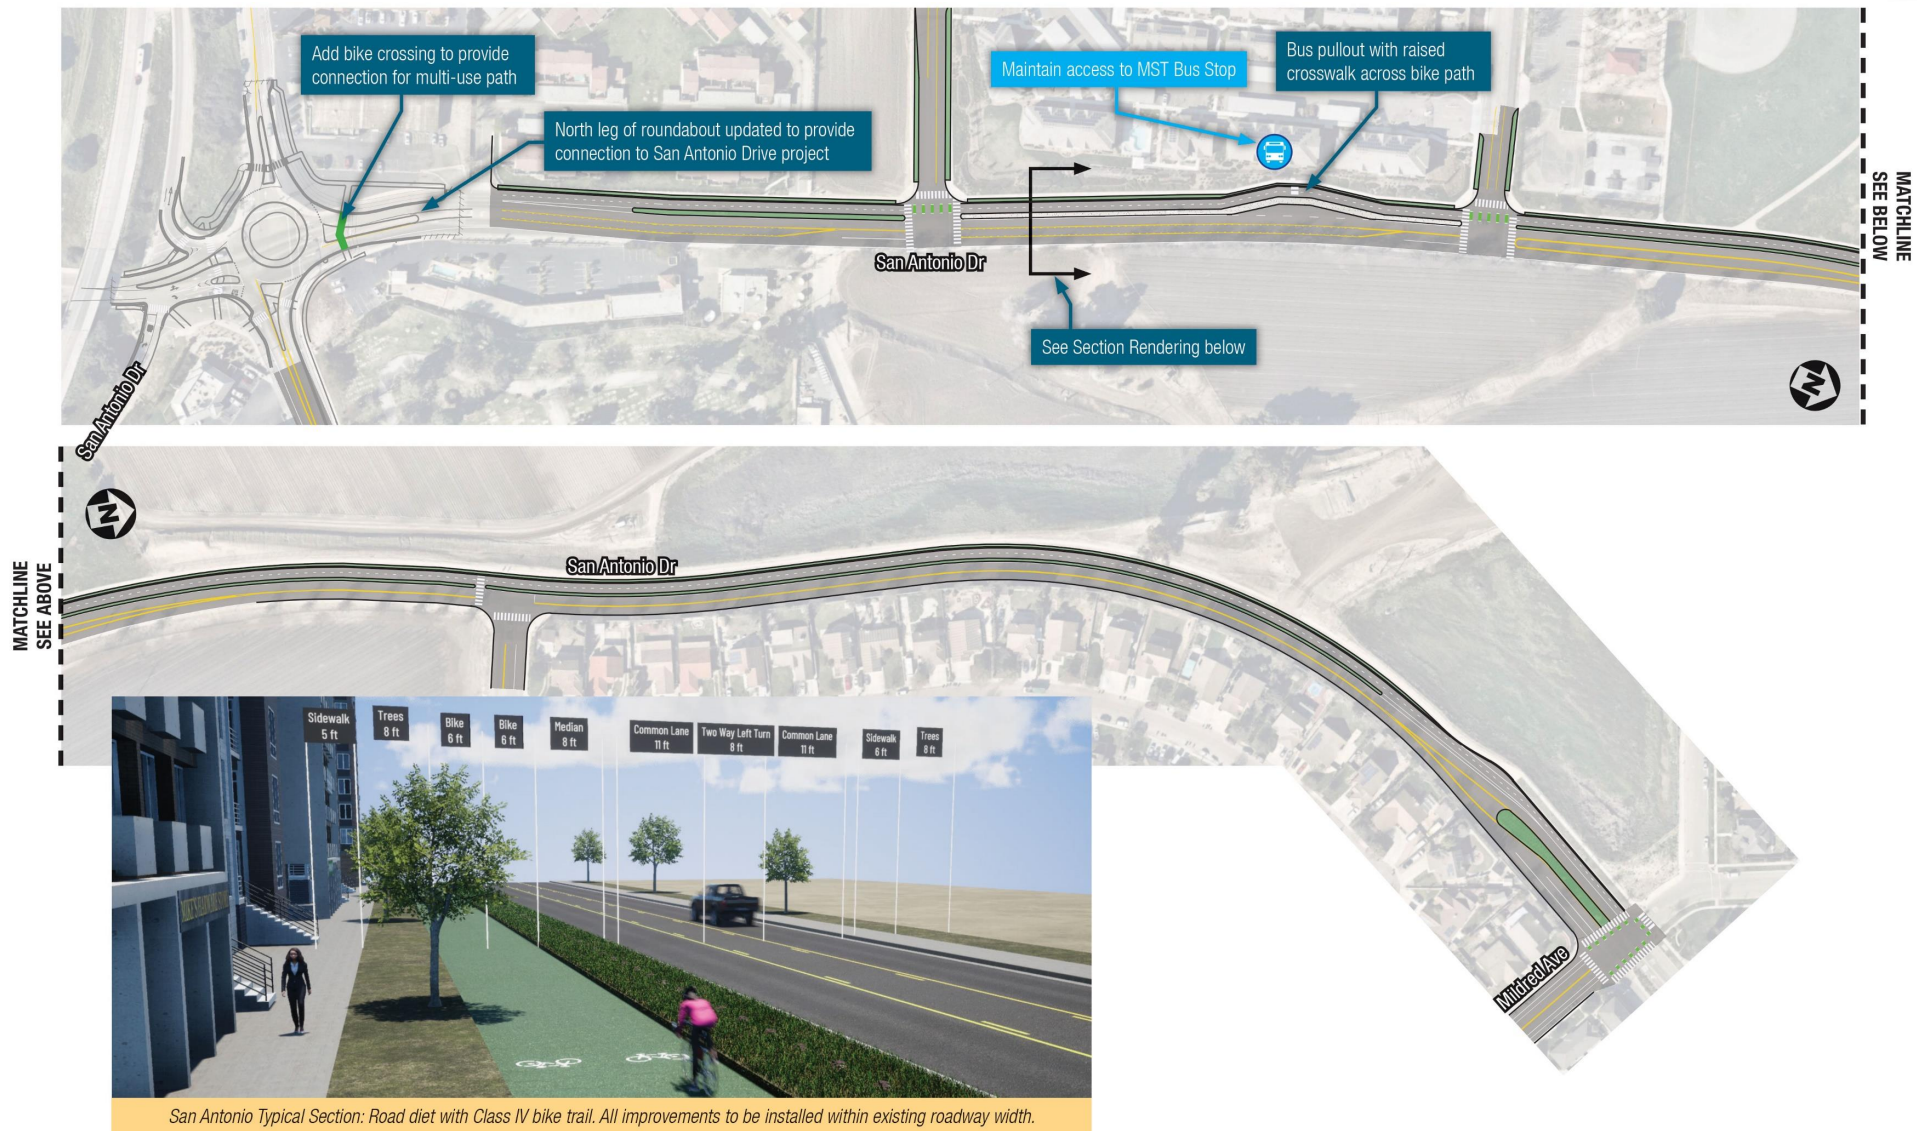 Add bike crossing to provide
connection for multi-use path
North leg of roundabout updated to provide
connection to San Antonio Drive project
Maintain access to MST Bus Stop
Bus pullout with raised
crosswalk across bike path
San Antonio Dr
See Section Rendering below
San Antonio Dr
N
MATCHLINE
SEE BELOW
MATCHLINE
SEE ABOVE
N
San Antonio Dr
Mildred Ave
Sidewalk
5 ft
Trees
8 ft
Bike
6 ft
Bike
6 ft
Median
8 ft
Common Lane
11 ft
Two Way Left Turn
8 ft
Common Lane
11 ft
Sidewalk
6 ft
Trees
8 ft
San Antonio Typical Section: Road diet with Class IV bike trail. All improvements to be installed within existing roadway width.